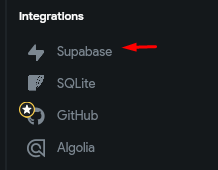 Integrations
Supabase
SQLite
GitHub
Algolia